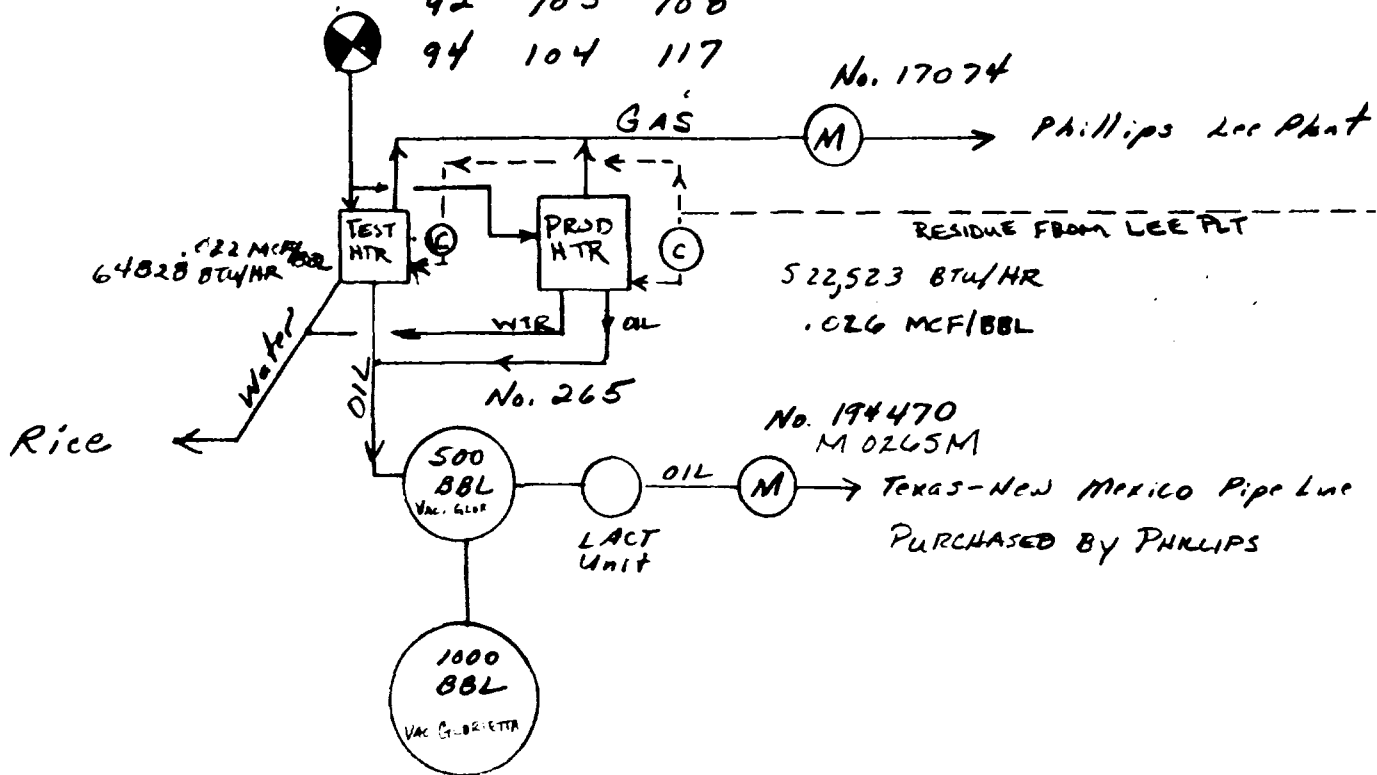 92 103 108
94 104 117
No. 17074
GAS
M
Phillips Lee Plant
TEST
HTR
C
PROD
HTR
C
RESIDUE FROM LEE PLT
.022 MCF/BBL
64828 BTU/HR
522,523 BTU/HR
.026 MCF/BBL
WTR
OIL
Water
OIL
No. 265
Rice
No. 194470
M 0265M
500
BBL
VAC. GLOR
OIL
M
Texas-New Mexico Pipe Line
LACT
Unit
PURCHASED BY PHILLIPS
1000
BBL
VAC GLORIETTA